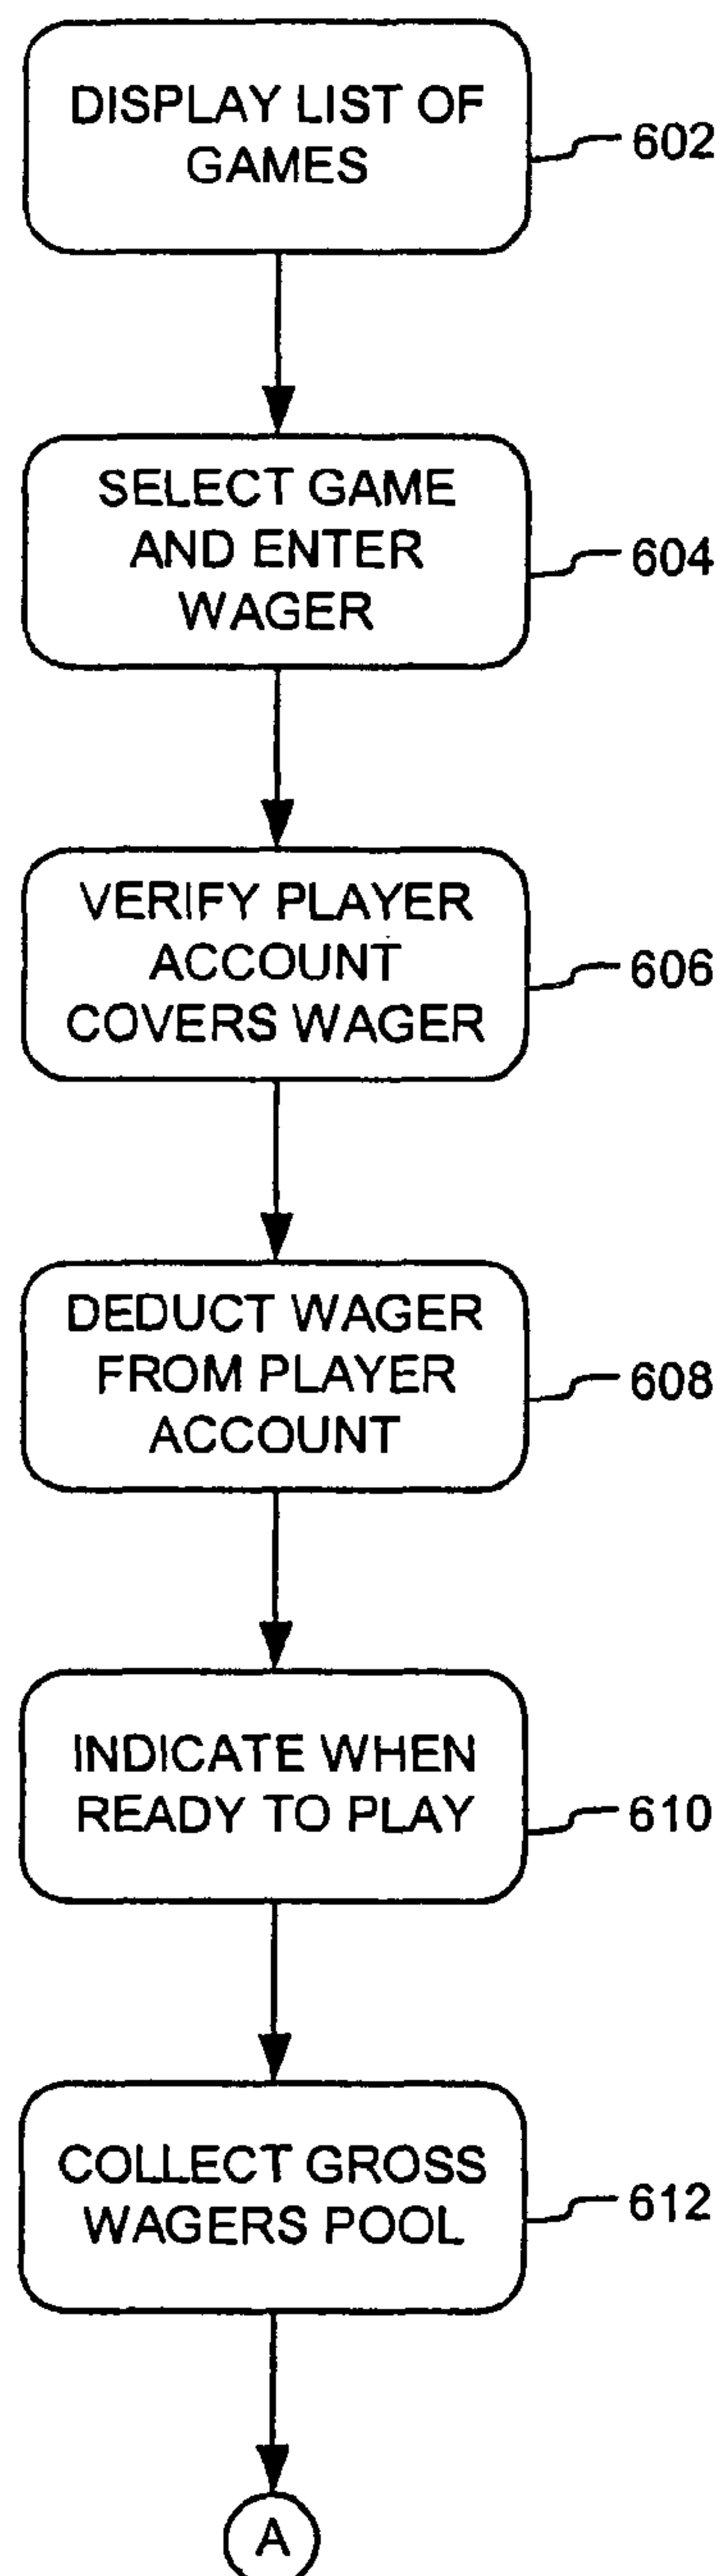 DISPLAY LIST OF
GAMES
602
SELECT GAME
AND ENTER
WAGER
604
VERIFY PLAYER
ACCOUNT
COVERS WAGER
606
DEDUCT WAGER
FROM PLAYER
ACCOUNT
608
INDICATE WHEN
READY TO PLAY
610
COLLECT GROSS
WAGERS POOL
612
A